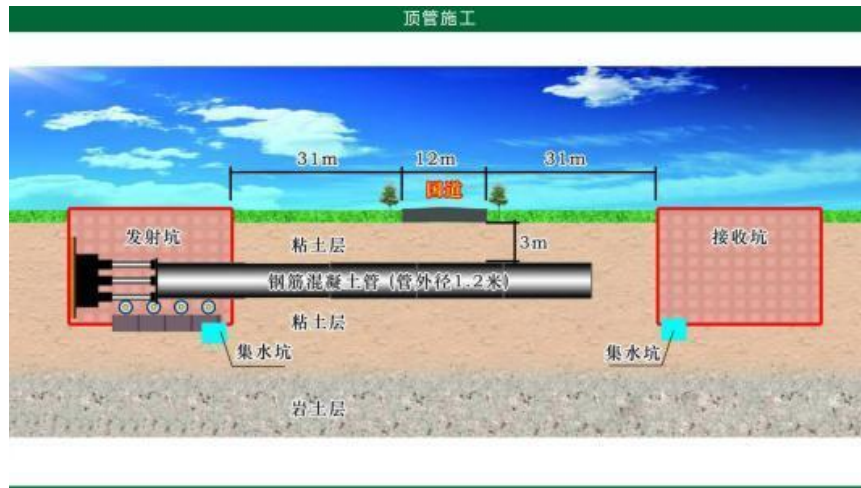 顶管施工
31m
12m
31m
国道
发射坑
粘土层
3m
接收坑
钢筋混凝土管 (管外径1.2米)
粘土层
集水坑
集水坑
岩土层